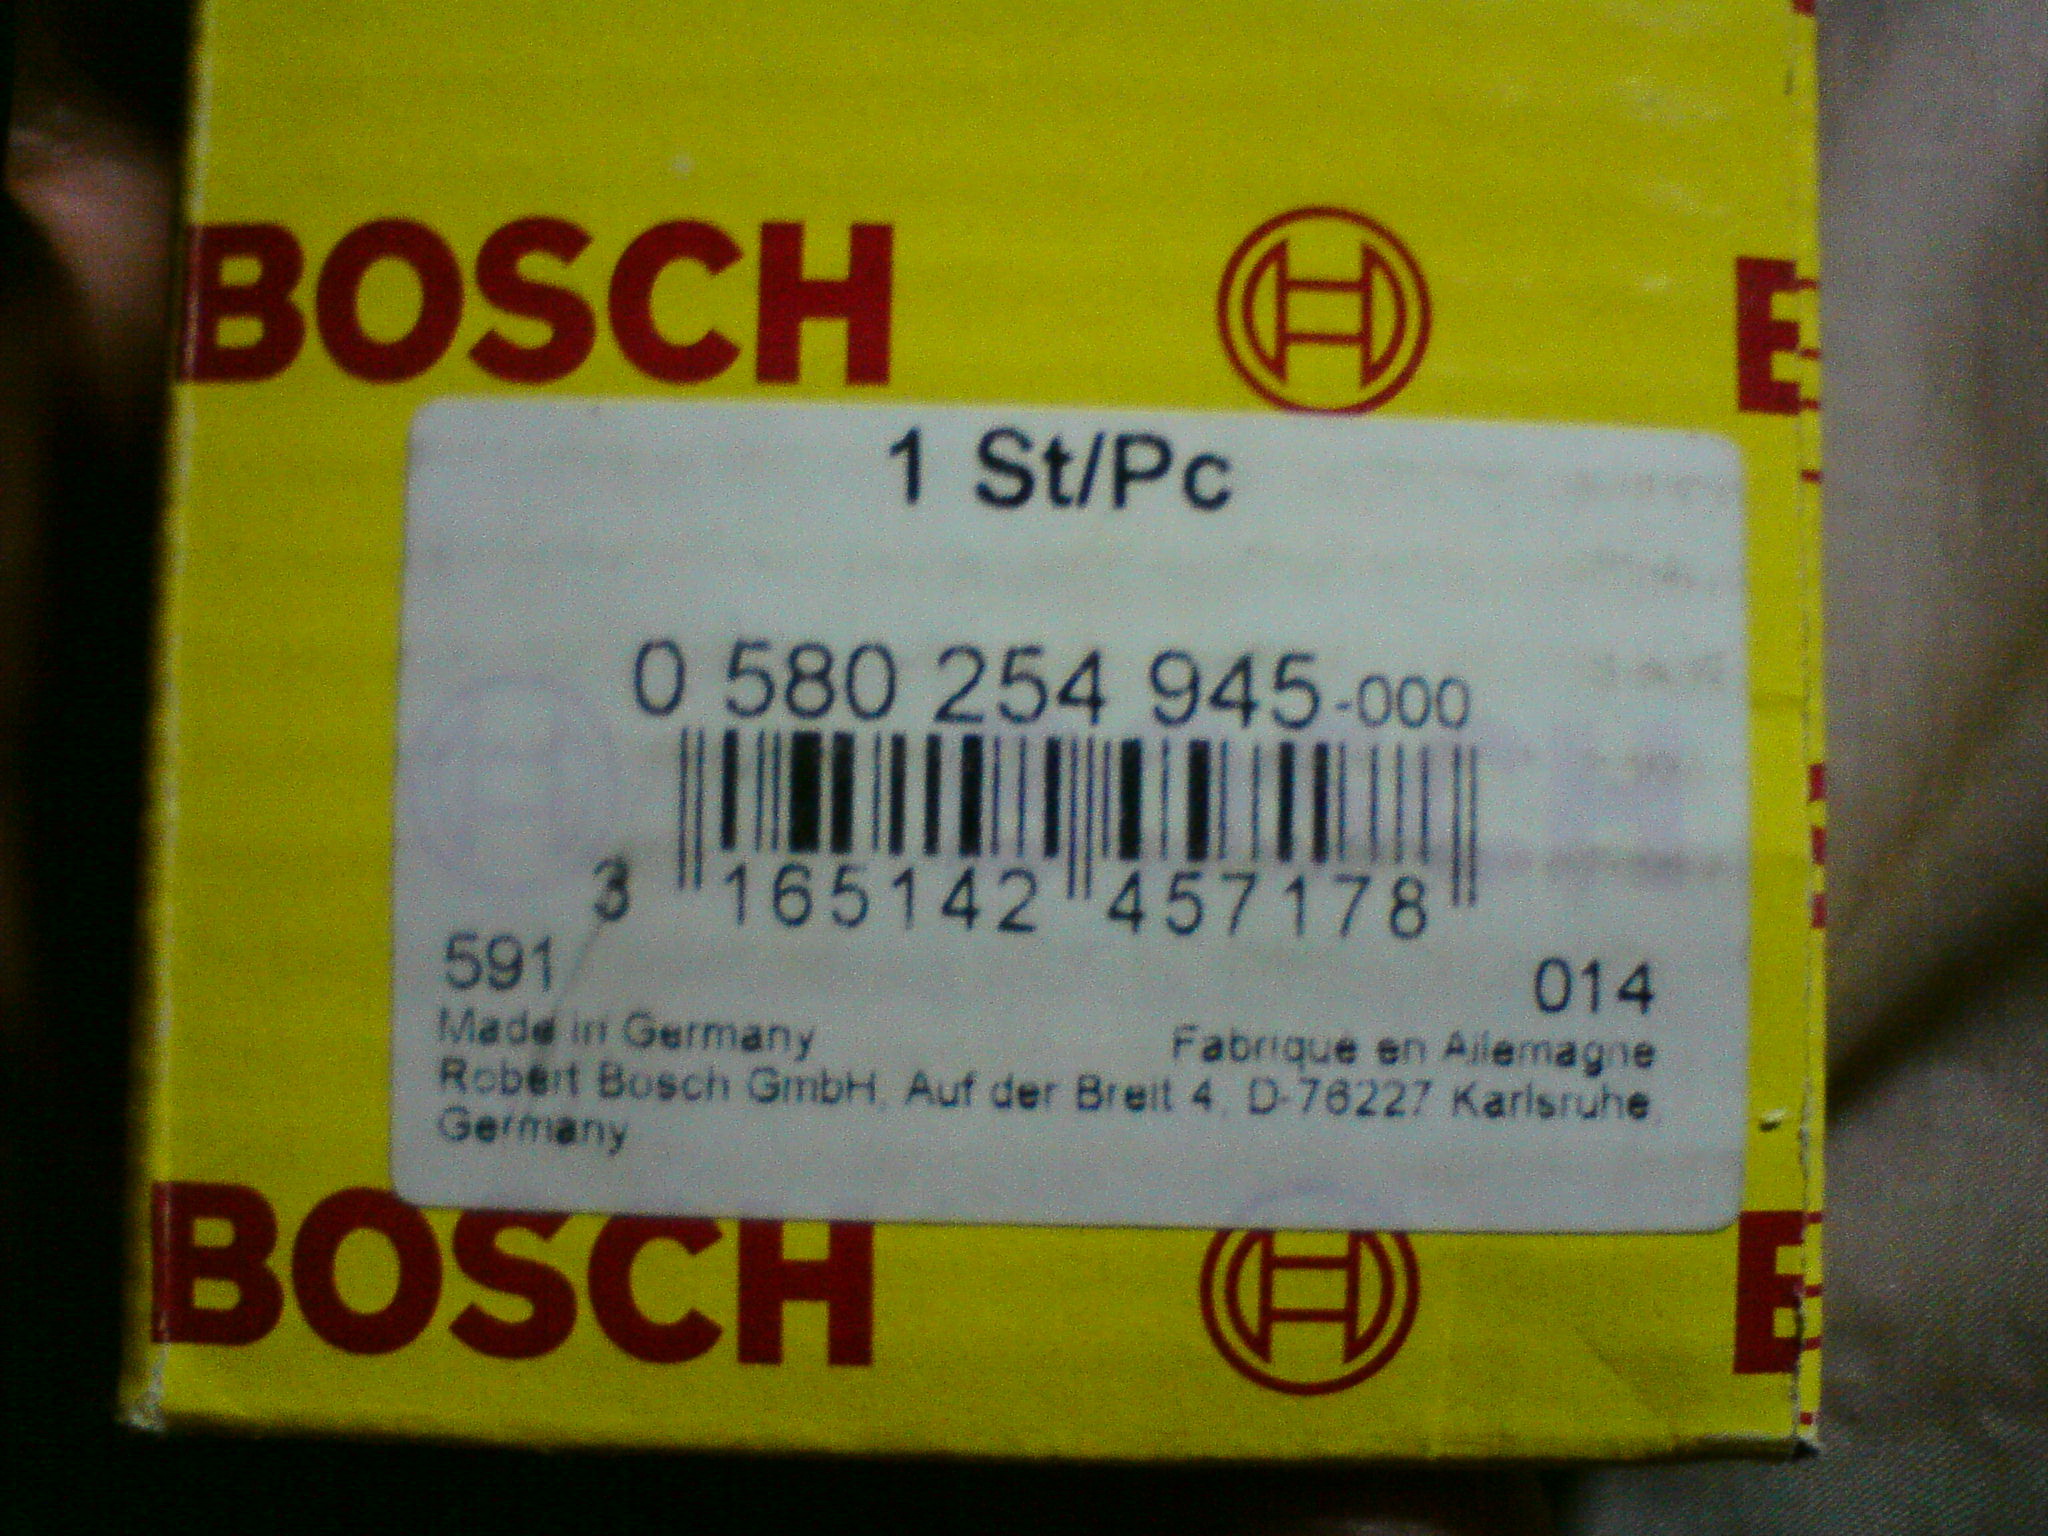 BOSCH
1 St/Pc
0 580 254 945-000
3 165142 457178
591 014
Made in Germany Fabriqué en Allemagne
Robert Bosch GmbH, Auf der Breit 4, D-76227 Karlsruhe,
Germany
BOSCH